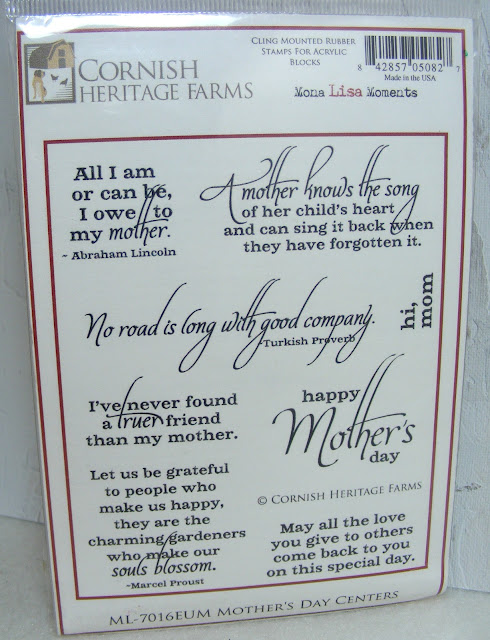 CORNISH
HERITAGE FARMS
CLING MOUNTED RUBBER
STAMPS FOR ACRYLIC
BLOCKS
8 42857 05082 7
Made in the USA
Mona Lisa Moments
All I am
or can be,
I owe to
my mother.
~ Abraham Lincoln
A mother knows the song
of her child's heart
and can sing it back when
they have forgotten it.
No road is long with good company.
-Turkish Proverb
hi,
mom
I've never found
a truer friend
than my mother.
happy
Mother's
day
Let us be grateful
to people who
make us happy,
they are the
charming gardeners
who make our
souls blossom.
~Marcel Proust
© CORNISH HERITAGE FARMS
May all the love
you give to others
come back to you
on this special day.
ML-7016EUM MOTHER'S DAY CENTERS